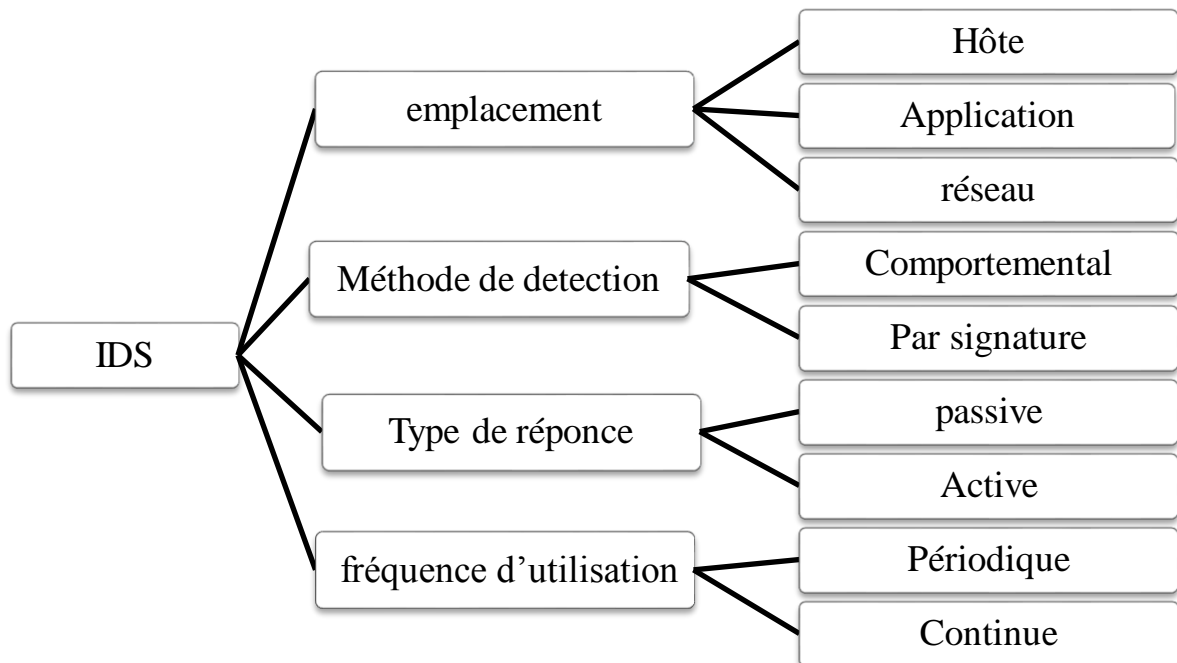 IDS
emplacement
Hôte
Application
réseau
Méthode de detection
Comportemental
Par signature
Type de réponce
passive
Active
fréquence d’utilisation
Périodique
Continue